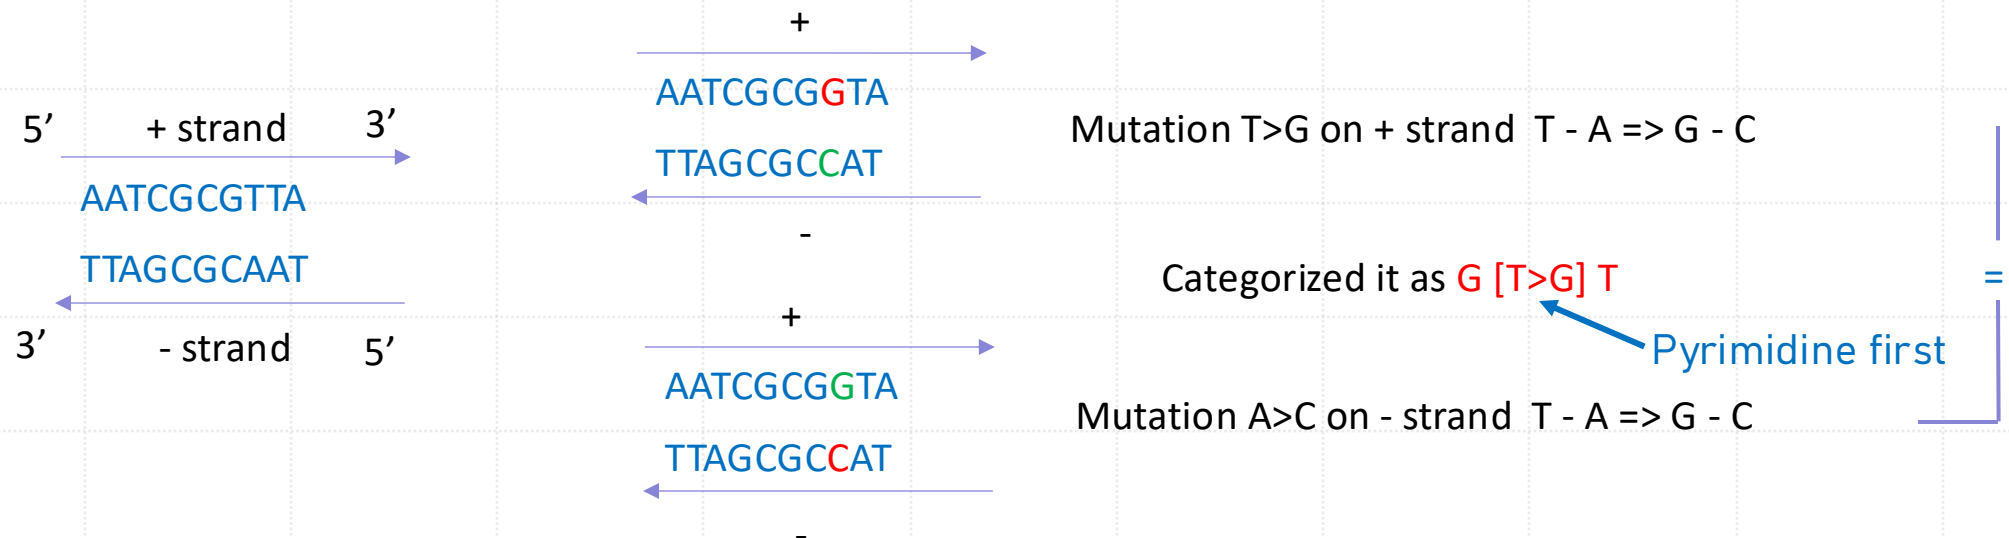 5’ + strand 3’
AATCGCGTTA
TTAGCGCAAT
3’ - strand 5’
+
AATCGCGGTA
TTAGCGCCAT
-
+
AATCGCGGTA
TTAGCGCCAT
-
Mutation T>G on + strand T - A => G - C
Categorized it as G [T>G] T
Pyrimidine first
Mutation A>C on - strand T - A => G - C
=